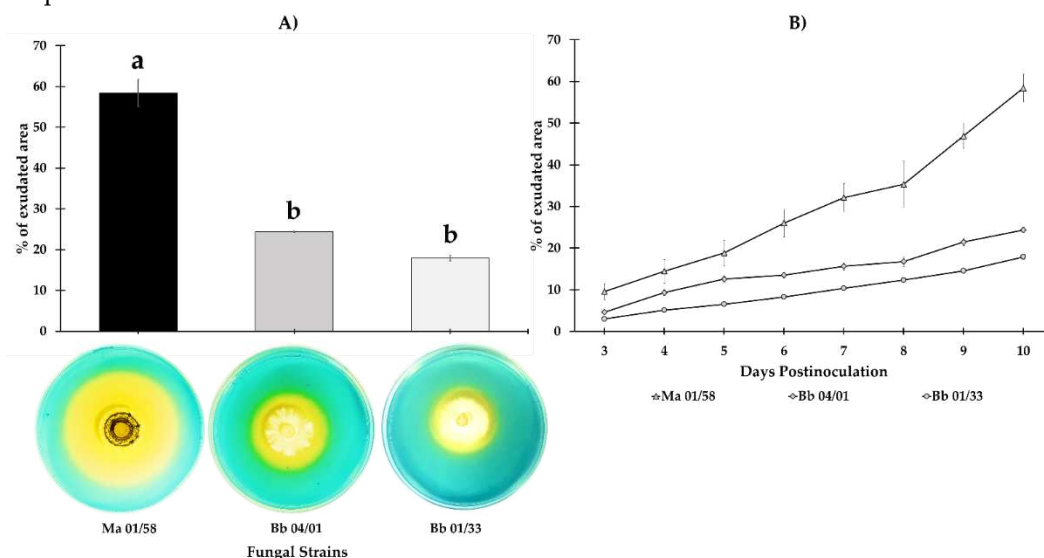 A)
% of exudated area
70
60
50
40
30
20
10
0
a
b
b
Ma 01/58
Bb 04/01
Bb 01/33
Fungal Strains
B)
% of exudated area
70
60
50
40
30
20
10
0
3 4 5 6 7 8 9 10
Days Postinoculation
Ma 01/58 Bb 04/01 Bb 01/33